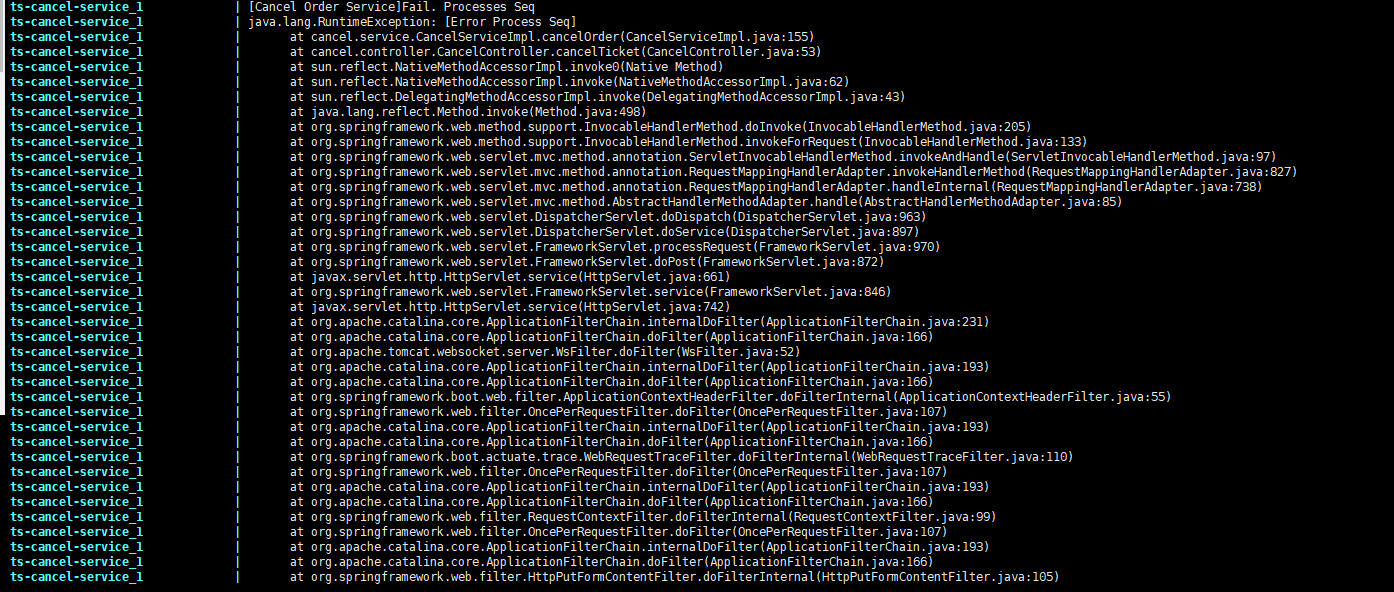 ts-cancel-service_1 | [Cancel Order Service]Fail. Processes Seq
ts-cancel-service_1 | java.lang.RuntimeException: [Error Process Seq]
ts-cancel-service_1 | at cancel.service.CancelServiceImpl.cancelOrder(CancelServiceImpl.java:155)
ts-cancel-service_1 | at cancel.controller.CancelController.cancelTicket(CancelController.java:53)
ts-cancel-service_1 | at sun.reflect.NativeMethodAccessorImpl.invoke0(Native Method)
ts-cancel-service_1 | at sun.reflect.NativeMethodAccessorImpl.invoke(NativeMethodAccessorImpl.java:62)
ts-cancel-service_1 | at sun.reflect.DelegatingMethodAccessorImpl.invoke(DelegatingMethodAccessorImpl.java:43)
ts-cancel-service_1 | at java.lang.reflect.Method.invoke(Method.java:498)
ts-cancel-service_1 | at org.springframework.web.method.support.InvocableHandlerMethod.doInvoke(InvocableHandlerMethod.java:205)
ts-cancel-service_1 | at org.springframework.web.method.support.InvocableHandlerMethod.invokeForRequest(InvocableHandlerMethod.java:133)
ts-cancel-service_1 | at org.springframework.web.servlet.mvc.method.annotation.ServletInvocableHandlerMethod.invokeAndHandle(ServletInvocableHandlerMethod.java:97)
ts-cancel-service_1 | at org.springframework.web.servlet.mvc.method.annotation.RequestMappingHandlerAdapter.invokeHandlerMethod(RequestMappingHandlerAdapter.java:827)
ts-cancel-service_1 | at org.springframework.web.servlet.mvc.method.annotation.RequestMappingHandlerAdapter.handleInternal(RequestMappingHandlerAdapter.java:738)
ts-cancel-service_1 | at org.springframework.web.servlet.mvc.method.AbstractHandlerMethodAdapter.handle(AbstractHandlerMethodAdapter.java:85)
ts-cancel-service_1 | at org.springframework.web.servlet.DispatcherServlet.doDispatch(DispatcherServlet.java:963)
ts-cancel-service_1 | at org.springframework.web.servlet.DispatcherServlet.doService(DispatcherServlet.java:897)
ts-cancel-service_1 | at org.springframework.web.servlet.FrameworkServlet.processRequest(FrameworkServlet.java:970)
ts-cancel-service_1 | at org.springframework.web.servlet.FrameworkServlet.doPost(FrameworkServlet.java:872)
ts-cancel-service_1 | at javax.servlet.http.HttpServlet.service(HttpServlet.java:661)
ts-cancel-service_1 | at org.springframework.web.servlet.FrameworkServlet.service(FrameworkServlet.java:846)
ts-cancel-service_1 | at javax.servlet.http.HttpServlet.service(HttpServlet.java:742)
ts-cancel-service_1 | at org.apache.catalina.core.ApplicationFilterChain.internalDoFilter(ApplicationFilterChain.java:231)
ts-cancel-service_1 | at org.apache.catalina.core.ApplicationFilterChain.doFilter(ApplicationFilterChain.java:166)
ts-cancel-service_1 | at org.apache.tomcat.websocket.server.WsFilter.doFilter(WsFilter.java:52)
ts-cancel-service_1 | at org.apache.catalina.core.ApplicationFilterChain.internalDoFilter(ApplicationFilterChain.java:193)
ts-cancel-service_1 | at org.apache.catalina.core.ApplicationFilterChain.doFilter(ApplicationFilterChain.java:166)
ts-cancel-service_1 | at org.springframework.boot.web.filter.ApplicationContextHeaderFilter.doFilterInternal(ApplicationContextHeaderFilter.java:55)
ts-cancel-service_1 | at org.springframework.web.filter.OncePerRequestFilter.doFilter(OncePerRequestFilter.java:107)
ts-cancel-service_1 | at org.apache.catalina.core.ApplicationFilterChain.internalDoFilter(ApplicationFilterChain.java:193)
ts-cancel-service_1 | at org.apache.catalina.core.ApplicationFilterChain.doFilter(ApplicationFilterChain.java:166)
ts-cancel-service_1 | at org.springframework.boot.actuate.trace.WebRequestTraceFilter.doFilterInternal(WebRequestTraceFilter.java:110)
ts-cancel-service_1 | at org.springframework.web.filter.OncePerRequestFilter.doFilter(OncePerRequestFilter.java:107)
ts-cancel-service_1 | at org.apache.catalina.core.ApplicationFilterChain.internalDoFilter(ApplicationFilterChain.java:193)
ts-cancel-service_1 | at org.apache.catalina.core.ApplicationFilterChain.doFilter(ApplicationFilterChain.java:166)
ts-cancel-service_1 | at org.springframework.web.filter.RequestContextFilter.doFilterInternal(RequestContextFilter.java:99)
ts-cancel-service_1 | at org.springframework.web.filter.OncePerRequestFilter.doFilter(OncePerRequestFilter.java:107)
ts-cancel-service_1 | at org.apache.catalina.core.ApplicationFilterChain.internalDoFilter(ApplicationFilterChain.java:193)
ts-cancel-service_1 | at org.apache.catalina.core.ApplicationFilterChain.doFilter(ApplicationFilterChain.java:166)
ts-cancel-service_1 | at org.springframework.web.filter.HttpPutFormContentFilter.doFilterInternal(HttpPutFormContentFilter.java:105)